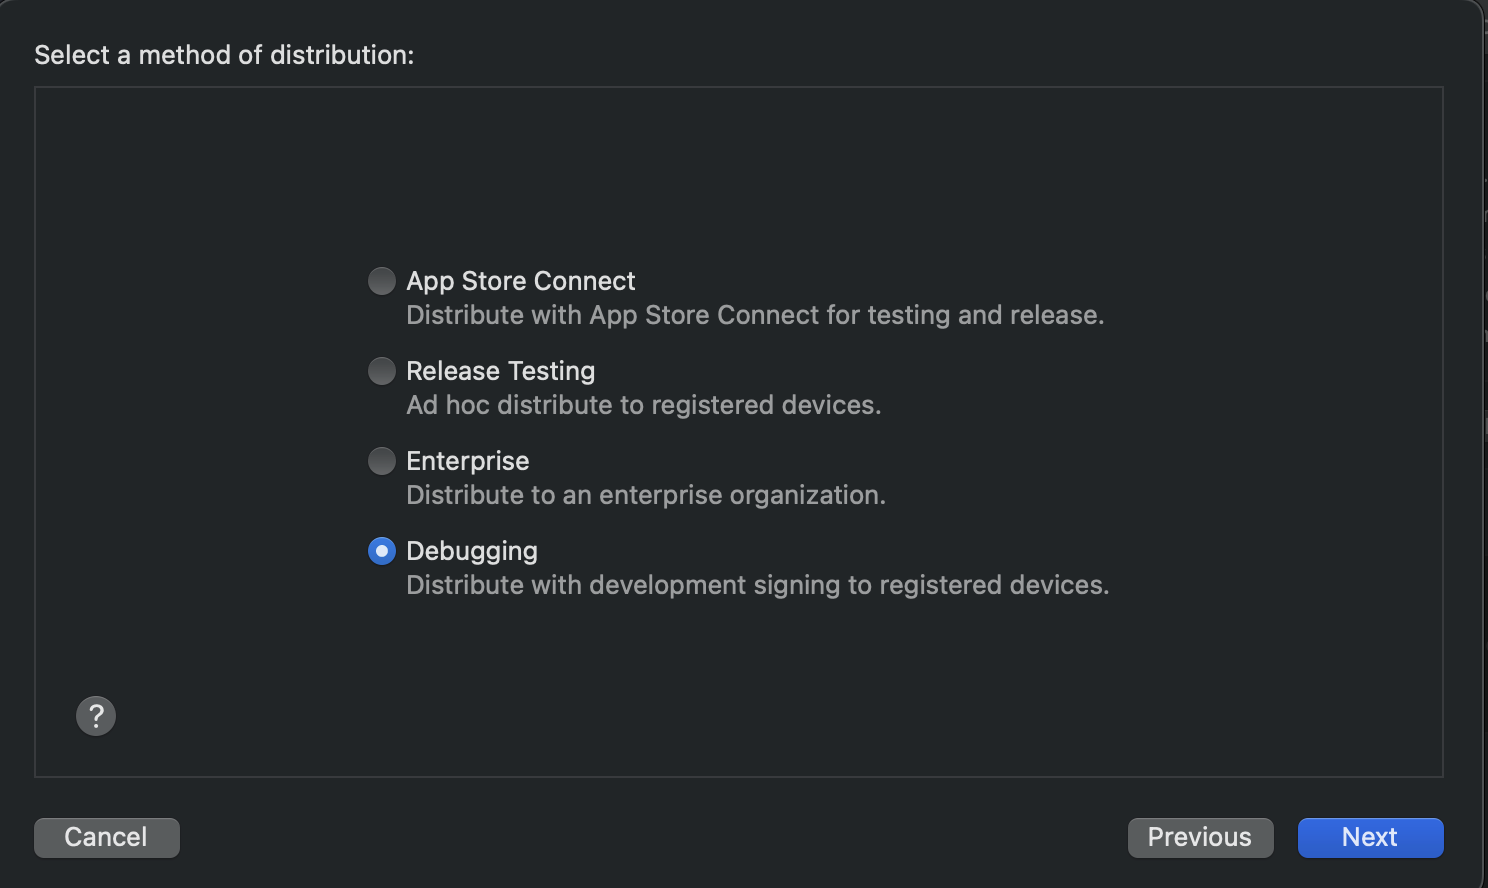 Select a method of distribution:
App Store Connect
Distribute with App Store Connect for testing and release.
Release Testing
Ad hoc distribute to registered devices.
Enterprise
Distribute to an enterprise organization.
Debugging
Distribute with development signing to registered devices.
?
Cancel
Previous
Next